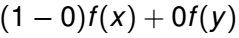 (1 − 0)f(x) + 0f(y)